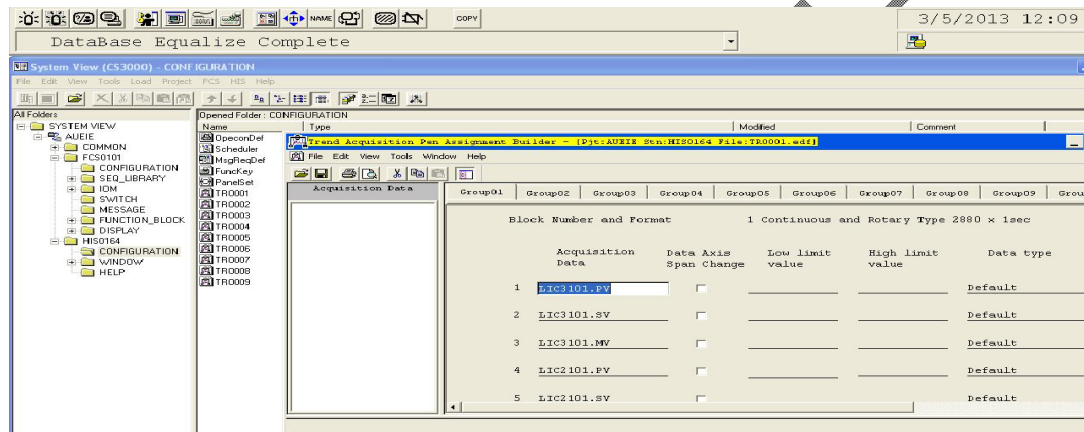 NAME
COPY
3/5/2013 12:09
DataBase Equalize Complete
System View (CS3000) - CONFIGURATION
File Edit View Tools Load Project FCS HIS Help
All Folders
SYSTEM VIEW
AUEIE
COMMON
FCS0101
CONFIGURATION
SEQ_LIBRARY
IOM
SWITCH
MESSAGE
FUNCTION_BLOCK
DISPLAY
HIS0164
CONFIGURATION
WINDOW
HELP
Opened Folder : CONFIGURATION
Name Type Modified Comment
OpeconDef
Scheduler
MsgReqDef
FuncKey
PanelSet
TR0001
TR0002
TR0003
TR0004
TR0005
TR0006
TR0007
TR0008
TR0009
Trend Acquisition Pen Assignment Builder - [Pjt:AUEIE Stn:HIS0164 File:TR0001.edf]
File Edit View Tools Window Help
Acquisition Data
Group01 Group02 Group03 Group04 Group05 Group06 Group07 Group08 Group09 Grou
Block Number and Format 1 Continuous and Rotary Type 2880 x 1sec
Acquisition Data Data Axis Span Change Low limit value High limit value Data type
1 LIC3101.PV Default
2 LIC3101.SV Default
3 LIC3101.MV Default
4 LIC2101.PV Default
5 LIC2101.SV Default